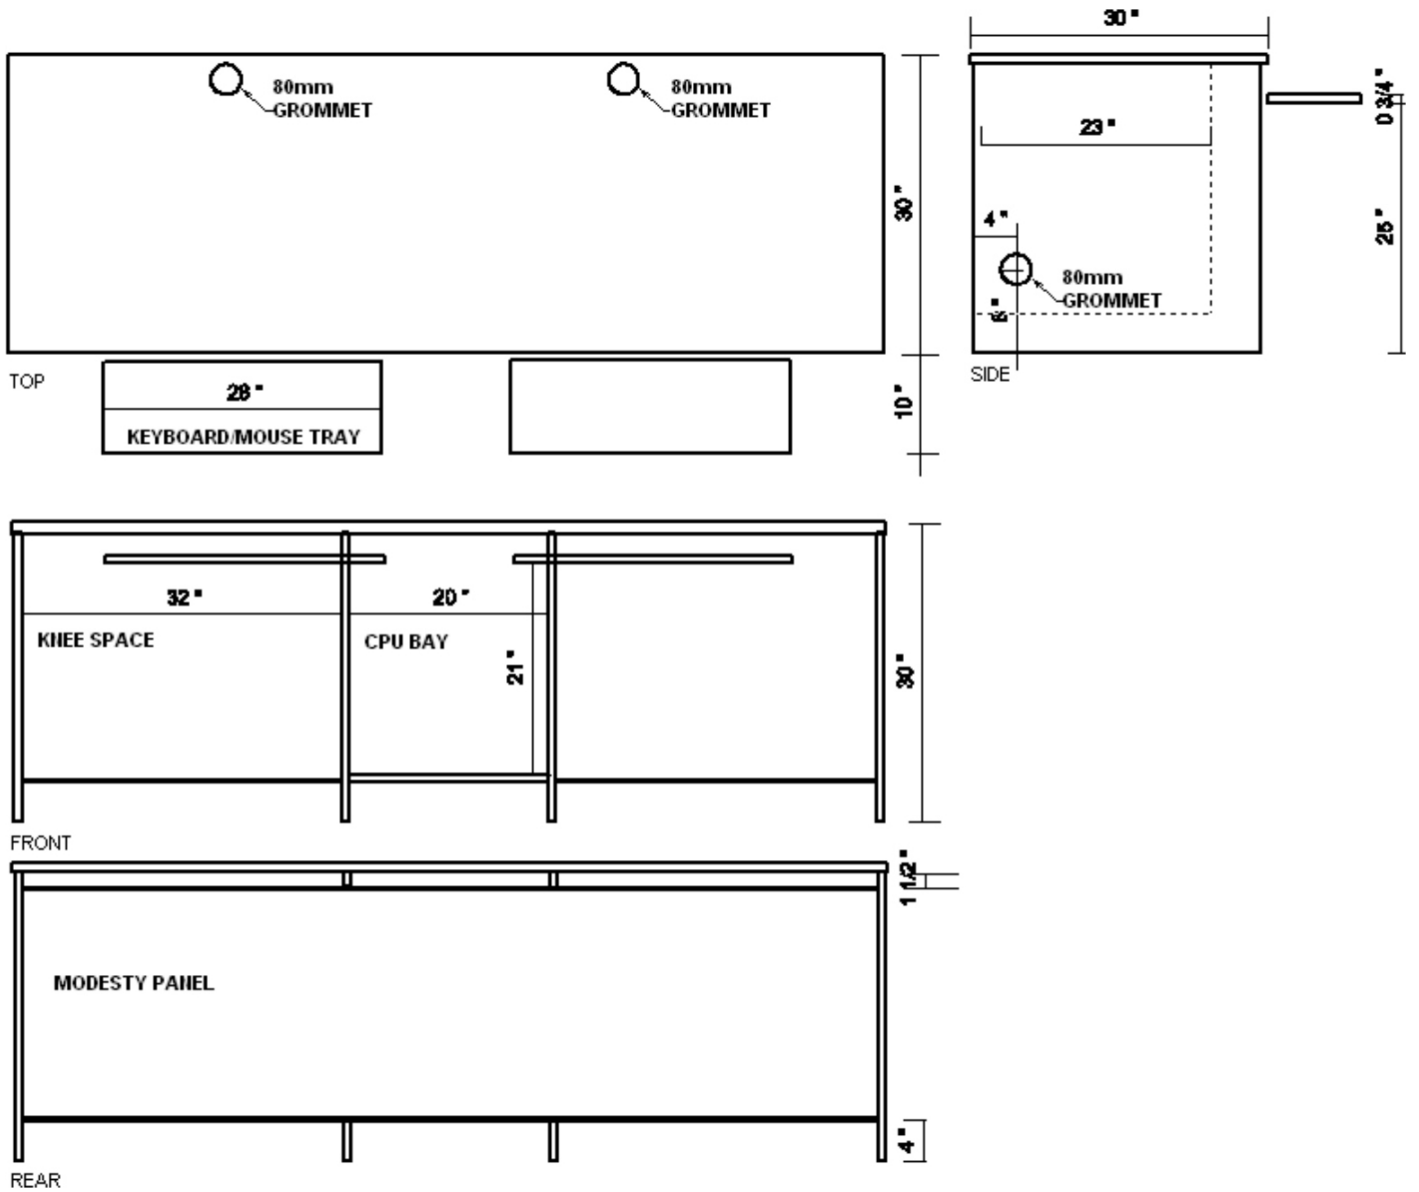 80mm
GROMMET
80mm
GROMMET
30 "
TOP
28 "
KEYBOARD/MOUSE TRAY
10 "
30 "
0 3/4 "
23 "
4 "
80mm
GROMMET
6 "
25 "
SIDE
32 "
20 "
KNEE SPACE
CPU BAY
21 "
30 "
FRONT
1 1/2 "
MODESTY PANEL
4 "
REAR